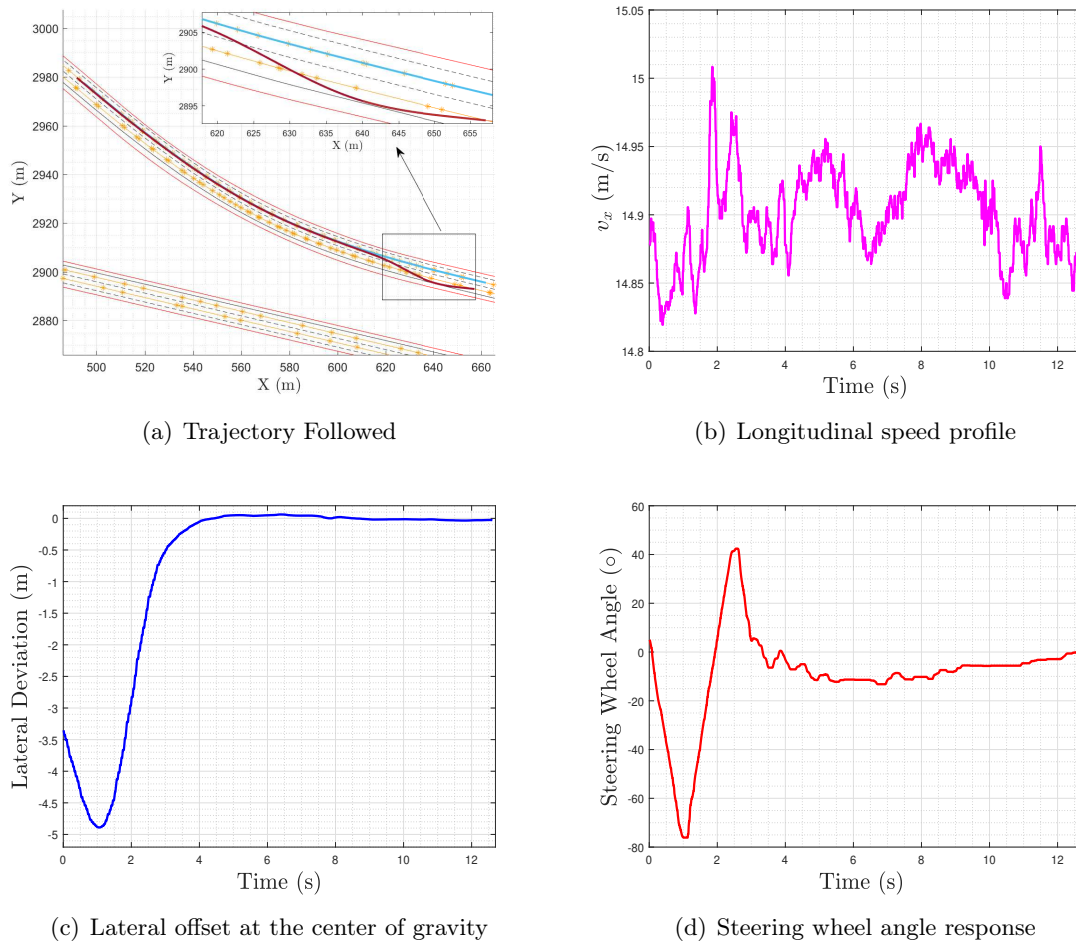 3000
2980
2960
2940
2920
2900
2880
Y (m)
500 520 540 560 580 600 620 640 660
X (m)
2905
2900
2895
Y (m)
620 625 630 635 640 645 650 655
X (m)
(a) Trajectory Followed
15.05
15
14.95
14.9
14.85
14.8
v_x (m/s)
0 2 4 6 8 10 12
Time (s)
(b) Longitudinal speed profile
0
-0.5
-1
-1.5
-2
-2.5
-3
-3.5
-4
-4.5
-5
Lateral Deviation (m)
0 2 4 6 8 10 12
Time (s)
(c) Lateral offset at the center of gravity
60
40
20
0
-20
-40
-60
-80
Steering Wheel Angle (○)
0 2 4 6 8 10 12
Time (s)
(d) Steering wheel angle response